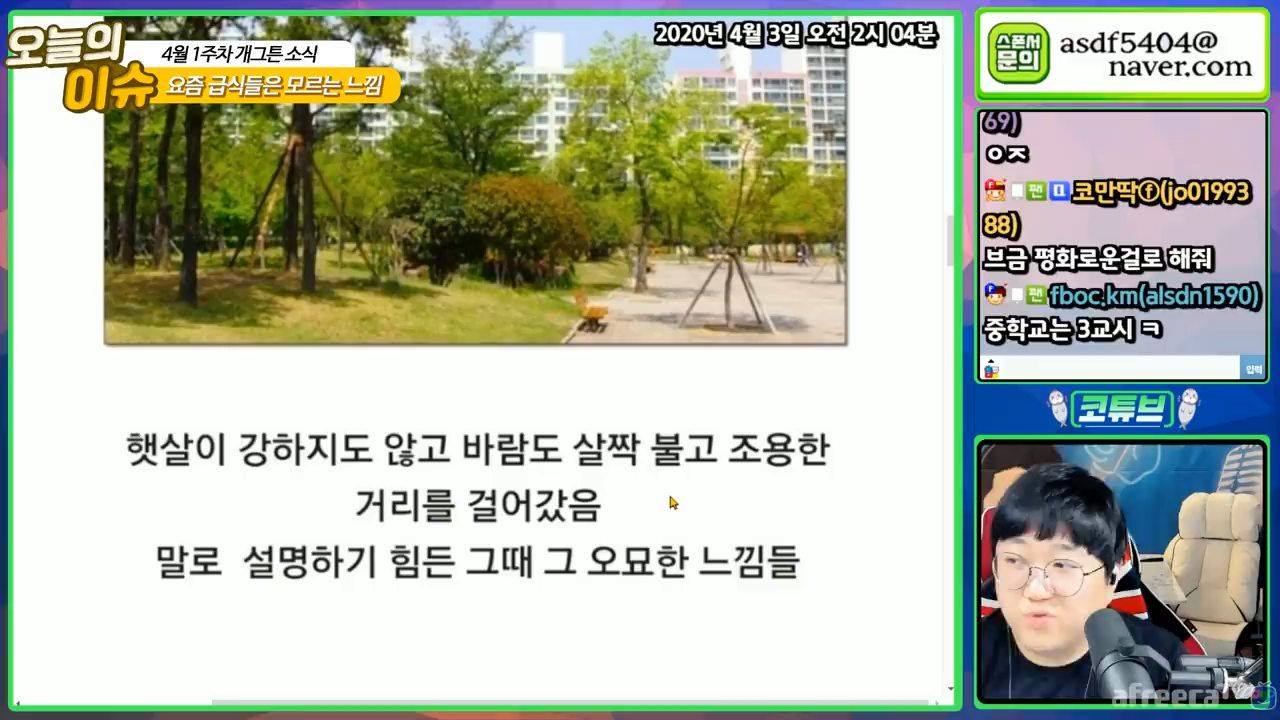 오늘의
이슈
4월 1주차 개그튼 소식
요즘 급식들은 모르는 느낌
2020년 4월 3일 오전 2시 04분
햇살이 강하지도 않고 바람도 살짝 불고 조용한
거리를 걸어갔음
말로 설명하기 힘든 그때 그 오묘한 느낌들
스폰서
문의
asdf5404@
naver.com
69)
ㅇㅈ
팬 코만딱ⓕ(jo01993
88)
브금 평화로운걸로 해줘
팬 fboc.km(alsdn1590)
중학교는 3교시 ㅋ
입력
코튜브
afreecaTV